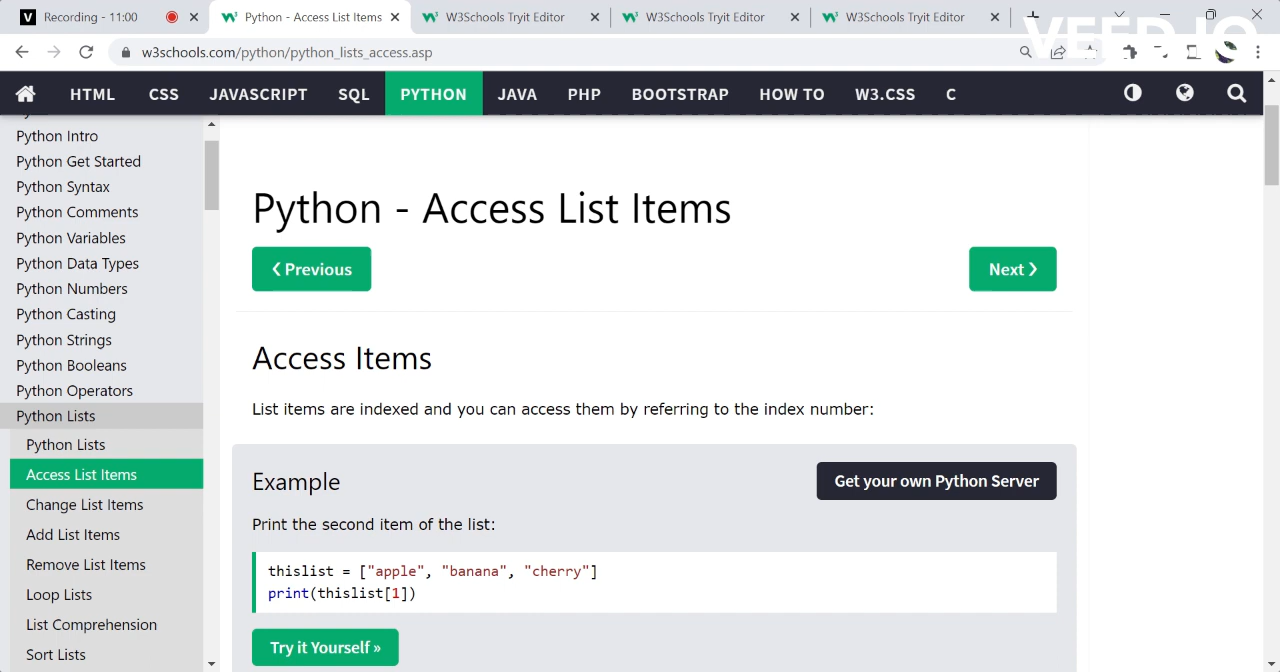 Recording - 11:00
Python - Access List Items
W3Schools Tryit Editor
W3Schools Tryit Editor
W3Schools Tryit Editor
w3schools.com/python/python_lists_access.asp
VEED.IO
HTML CSS JAVASCRIPT SQL PYTHON JAVA PHP BOOTSTRAP HOW TO W3.CSS C
Python Intro
Python Get Started
Python Syntax
Python Comments
Python Variables
Python Data Types
Python Numbers
Python Casting
Python Strings
Python Booleans
Python Operators
Python Lists
Python Lists
Access List Items
Change List Items
Add List Items
Remove List Items
Loop Lists
List Comprehension
Sort Lists
Python - Access List Items
❮ Previous
Next ❯
Access Items
List items are indexed and you can access them by referring to the index number:
Example
Get your own Python Server
Print the second item of the list:
thislist = ["apple", "banana", "cherry"]
print(thislist[1])
Try it Yourself »